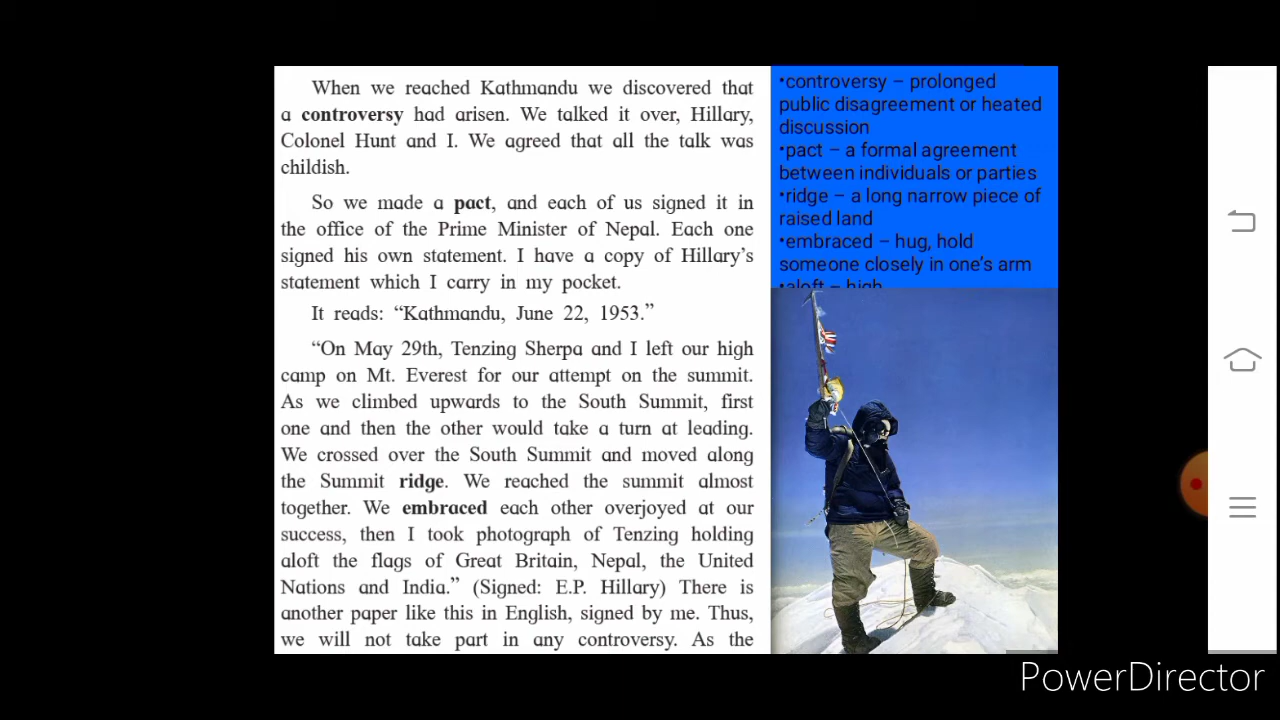 When we reached Kathmandu we discovered that
a controversy had arisen. We talked it over, Hillary,
Colonel Hunt and I. We agreed that all the talk was
childish.
So we made a pact, and each of us signed it in
the office of the Prime Minister of Nepal. Each one
signed his own statement. I have a copy of Hillary's
statement which I carry in my pocket.
It reads: “Kathmandu, June 22, 1953.”
“On May 29th, Tenzing Sherpa and I left our high
camp on Mt. Everest for our attempt on the summit.
As we climbed upwards to the South Summit, first
one and then the other would take a turn at leading.
We crossed over the South Summit and moved along
the Summit ridge. We reached the summit almost
together. We embraced each other overjoyed at our
success, then I took photograph of Tenzing holding
aloft the flags of Great Britain, Nepal, the United
Nations and India.” (Signed: E.P. Hillary) There is
another paper like this in English, signed by me. Thus,
we will not take part in any controversy. As the
•controversy – prolonged
public disagreement or heated
discussion
•pact – a formal agreement
between individuals or parties
•ridge – a long narrow piece of
raised land
•embraced – hug, hold
someone closely in one's arm
•aloft – high
PowerDirector